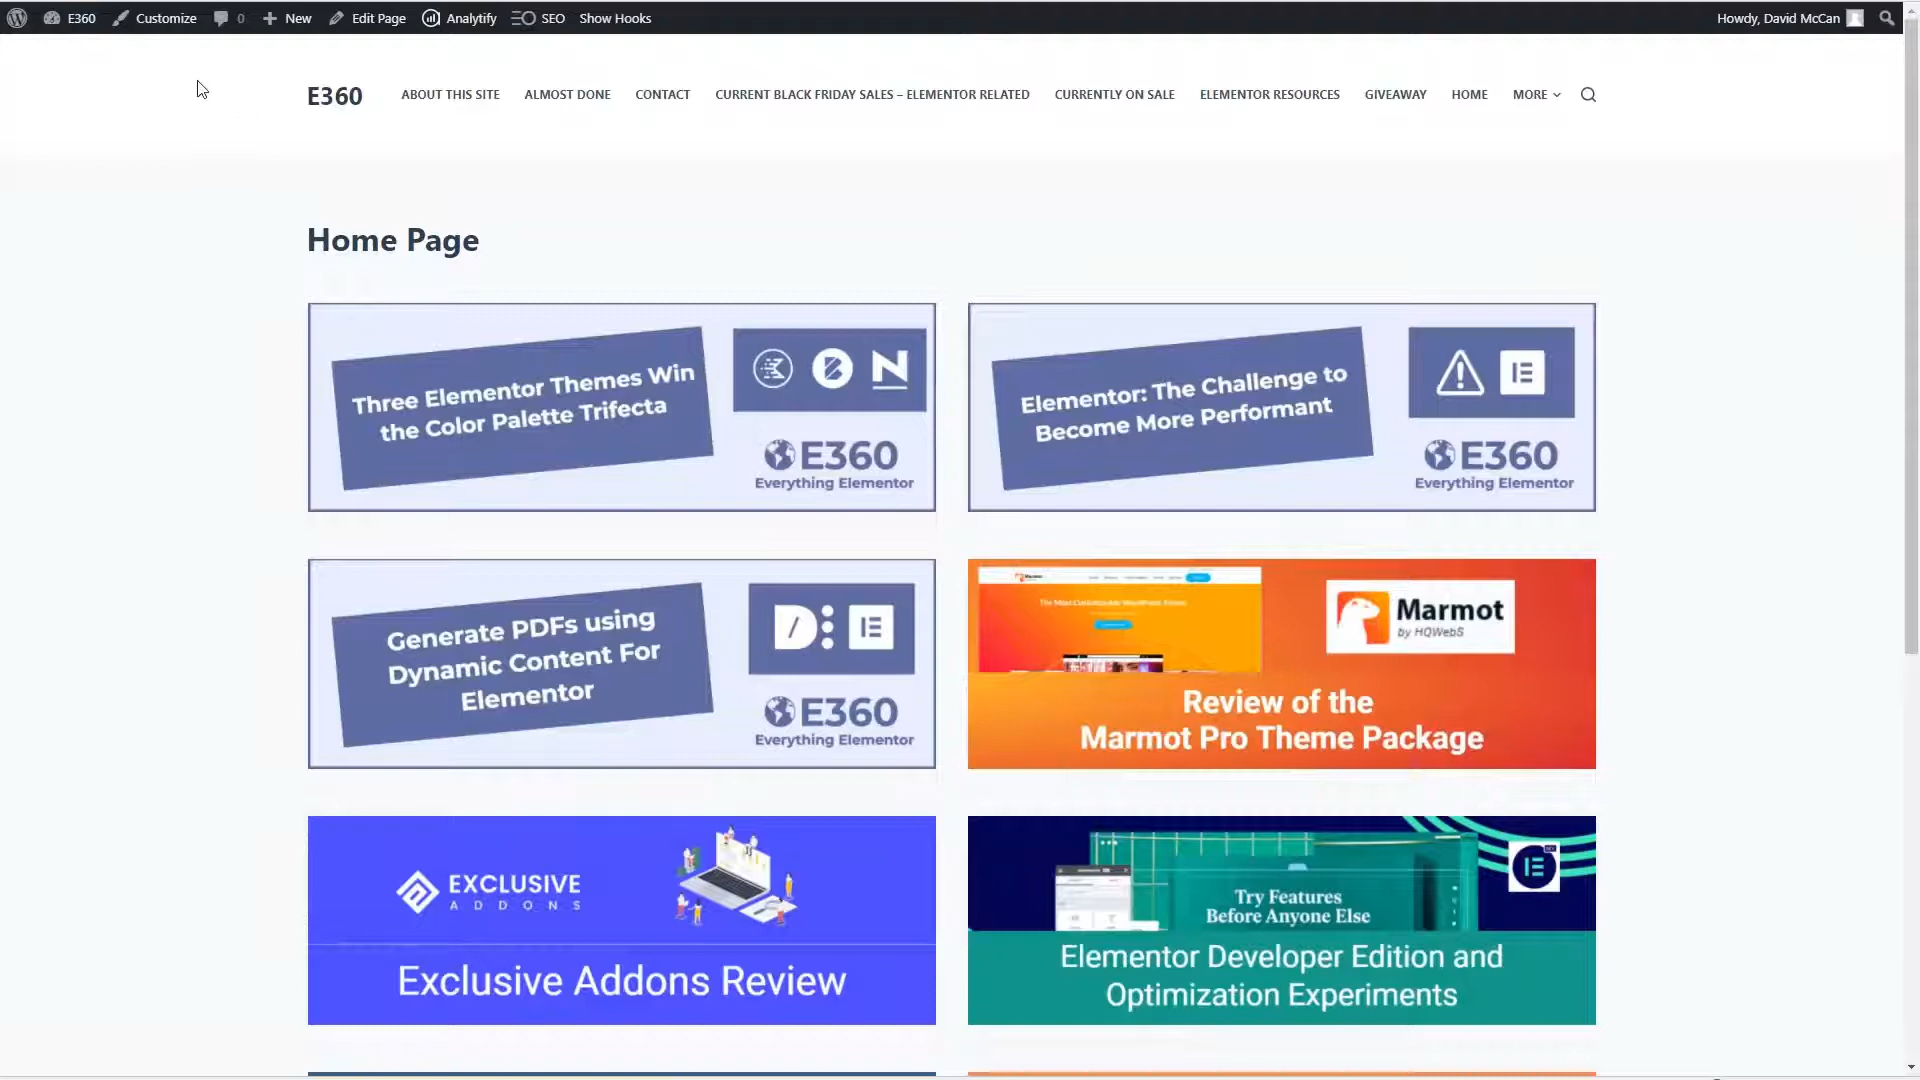 E360 Customize 0 New Edit Page Analytify SEO Show Hooks Howdy, David McCan
E360 ABOUT THIS SITE ALMOST DONE CONTACT CURRENT BLACK FRIDAY SALES – ELEMENTOR RELATED CURRENTLY ON SALE ELEMENTOR RESOURCES GIVEAWAY HOME MORE
Home Page
Three Elementor Themes Win
the Color Palette Trifecta
E360
Everything Elementor
Elementor: The Challenge to
Become More Performant
E360
Everything Elementor
Generate PDFs using
Dynamic Content For
Elementor
E360
Everything Elementor
Marmot
by HQWebS
Review of the
Marmot Pro Theme Package
EXCLUSIVE
ADDONS
Exclusive Addons Review
Try Features
Before Anyone Else
Elementor Developer Edition and
Optimization Experiments